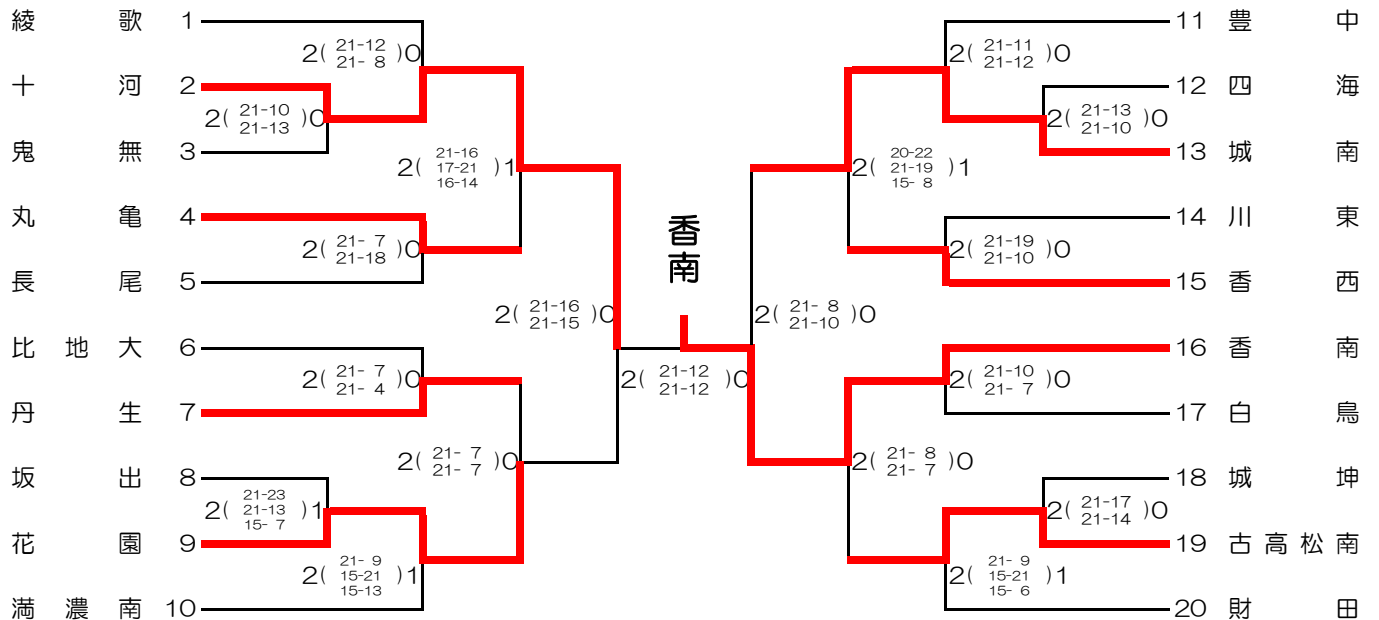 綾歌 1
2( 21-12 )0
21- 8
十河 2
2( 21-10 )0
21-13
鬼無 3
2( 21-16 )1
17-21
16-14
丸亀 4
2( 21- 7 )0
21-18
長尾 5
2( 21-16 )0
21-15
比地大 6
2( 21- 7 )0
21- 4
丹生 7
2( 21- 7 )0
21- 7
坂出 8
2( 21-23 )1
21-13
15- 7
花園 9
2( 21- 9 )1
15-21
15-13
満濃南 10
香南
2( 21-12 )0
21-12
11 豊中
2( 21-11 )0
21-12
12 四海
2( 21-13 )0
21-10
13 城南
2( 20-22 )1
21-19
15- 8
14 川東
2( 21-19 )0
21-10
15 香西
2( 21- 8 )0
21-10
16 香南
2( 21-10 )0
21- 7
17 白鳥
2( 21- 8 )0
21- 7
18 城坤
2( 21-17 )0
21-14
19 古高松南
2( 21- 9 )1
15-21
15- 6
20 財田